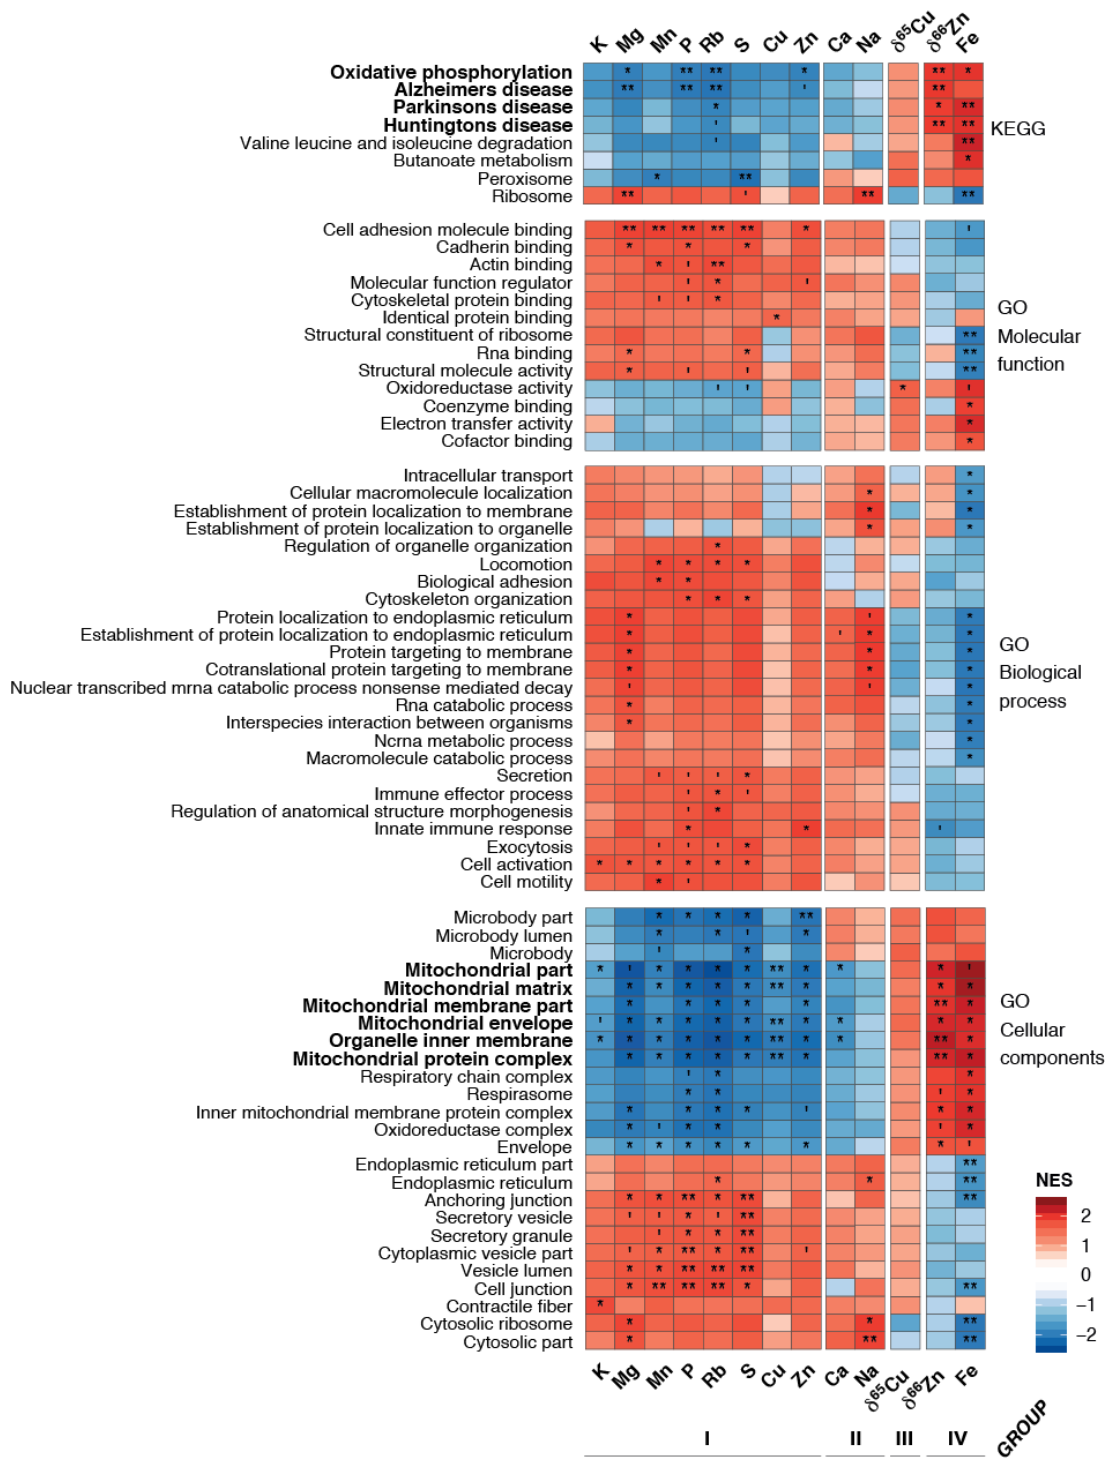 K Mg Mn P Rb S Cu Zn Ca Na δ65Cu δ66Zn Fe
Oxidative phosphorylation * ** ** * ** *
Alzheimers disease ** ** ** ' **
Parkinsons disease * * **
Huntingtons disease ' ** **
KEGG
Valine leucine and isoleucine degradation ' **
Butanoate metabolism *
Peroxisome * **
Ribosome ** ' ** **
Cell adhesion molecule binding ** ** ** ** ** * '
Cadherin binding * * *
Actin binding * ' **
Molecular function regulator ' * '
Cytoskeletal protein binding ' ' *
GO
Identical protein binding *
Structural constituent of ribosome **
Molecular
Rna binding * * **
function
Structural molecule activity * ' ' **
Oxidoreductase activity ' ' * '
Coenzyme binding *
Electron transfer activity *
Cofactor binding *
Intracellular transport *
Cellular macromolecule localization * *
Establishment of protein localization to membrane * *
Establishment of protein localization to organelle * *
Regulation of organelle organization *
Locomotion * * * *
Biological adhesion * *
Cytoskeleton organization * * *
Protein localization to endoplasmic reticulum * ' *
Establishment of protein localization to endoplasmic reticulum * ' * *
GO
Protein targeting to membrane * * *
Cotranslational protein targeting to membrane * * *
Biological
Nuclear transcribed mrna catabolic process nonsense mediated decay ' ' *
process
Rna catabolic process * *
Interspecies interaction between organisms * *
Ncrna metabolic process *
Macromolecule catabolic process *
Secretion ' ' ' *
Immune effector process ' * '
Regulation of anatomical structure morphogenesis ' *
Innate immune response * * '
Exocytosis ' ' ' *
Cell activation * * * * * *
Cell motility * '
Microbody part * * * * **
Microbody lumen * * ' *
Microbody ' *
Mitochondrial part * ' * * * * ** * * * '
Mitochondrial matrix * * * * * ** * * *
Mitochondrial membrane part * * * * * ** *
GO
Mitochondrial envelope ' * * * * * ** * * * *
Cellular
Organelle inner membrane * * * * * * ** * * ** *
Mitochondrial protein complex * * * * * ** * ** *
components
Respiratory chain complex ' * *
Respirasome * * ' *
Inner mitochondrial membrane protein complex * * * * ' * *
Oxidoreductase complex * ' * * ' *
Envelope * * * * * * * '
Endoplasmic reticulum part **
Endoplasmic reticulum * * **
Anchoring junction * * ** * ** **
Secretory vesicle ' ' * ' **
Secretory granule ' * * **
Cytoplasmic vesicle part ' * ** * ** '
Vesicle lumen * * ** ** **
Cell junction * ** ** ** * **
Contractile fiber *
Cytosolic ribosome * * **
Cytosolic part * ** **
NES
2
1
0
−1
−2
K Mg Mn P Rb S Cu Zn Ca Na δ65Cu δ66Zn Fe
I II III IV GROUP